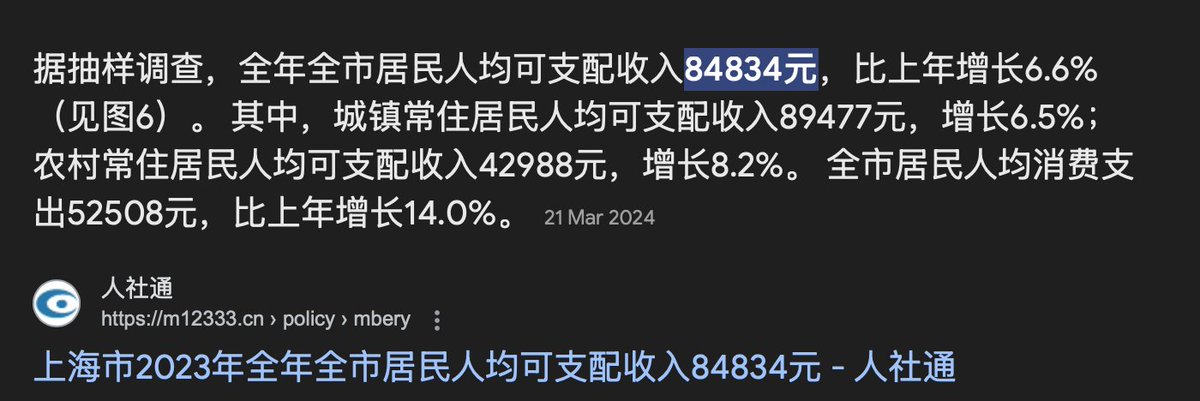 据抽样调查，全年全市居民人均可支配收入84834元，比上年增长6.6%
（见图6）。 其中，城镇常住居民人均可支配收入89477元，增长6.5%；
农村常住居民人均可支配收入42988元，增长8.2%。 全市居民人均消费支
出52508元，比上年增长14.0%。 21 Mar 2024
人社通
https://m12333.cn › policy › mbery
上海市2023年全年全市居民人均可支配收入84834元 - 人社通